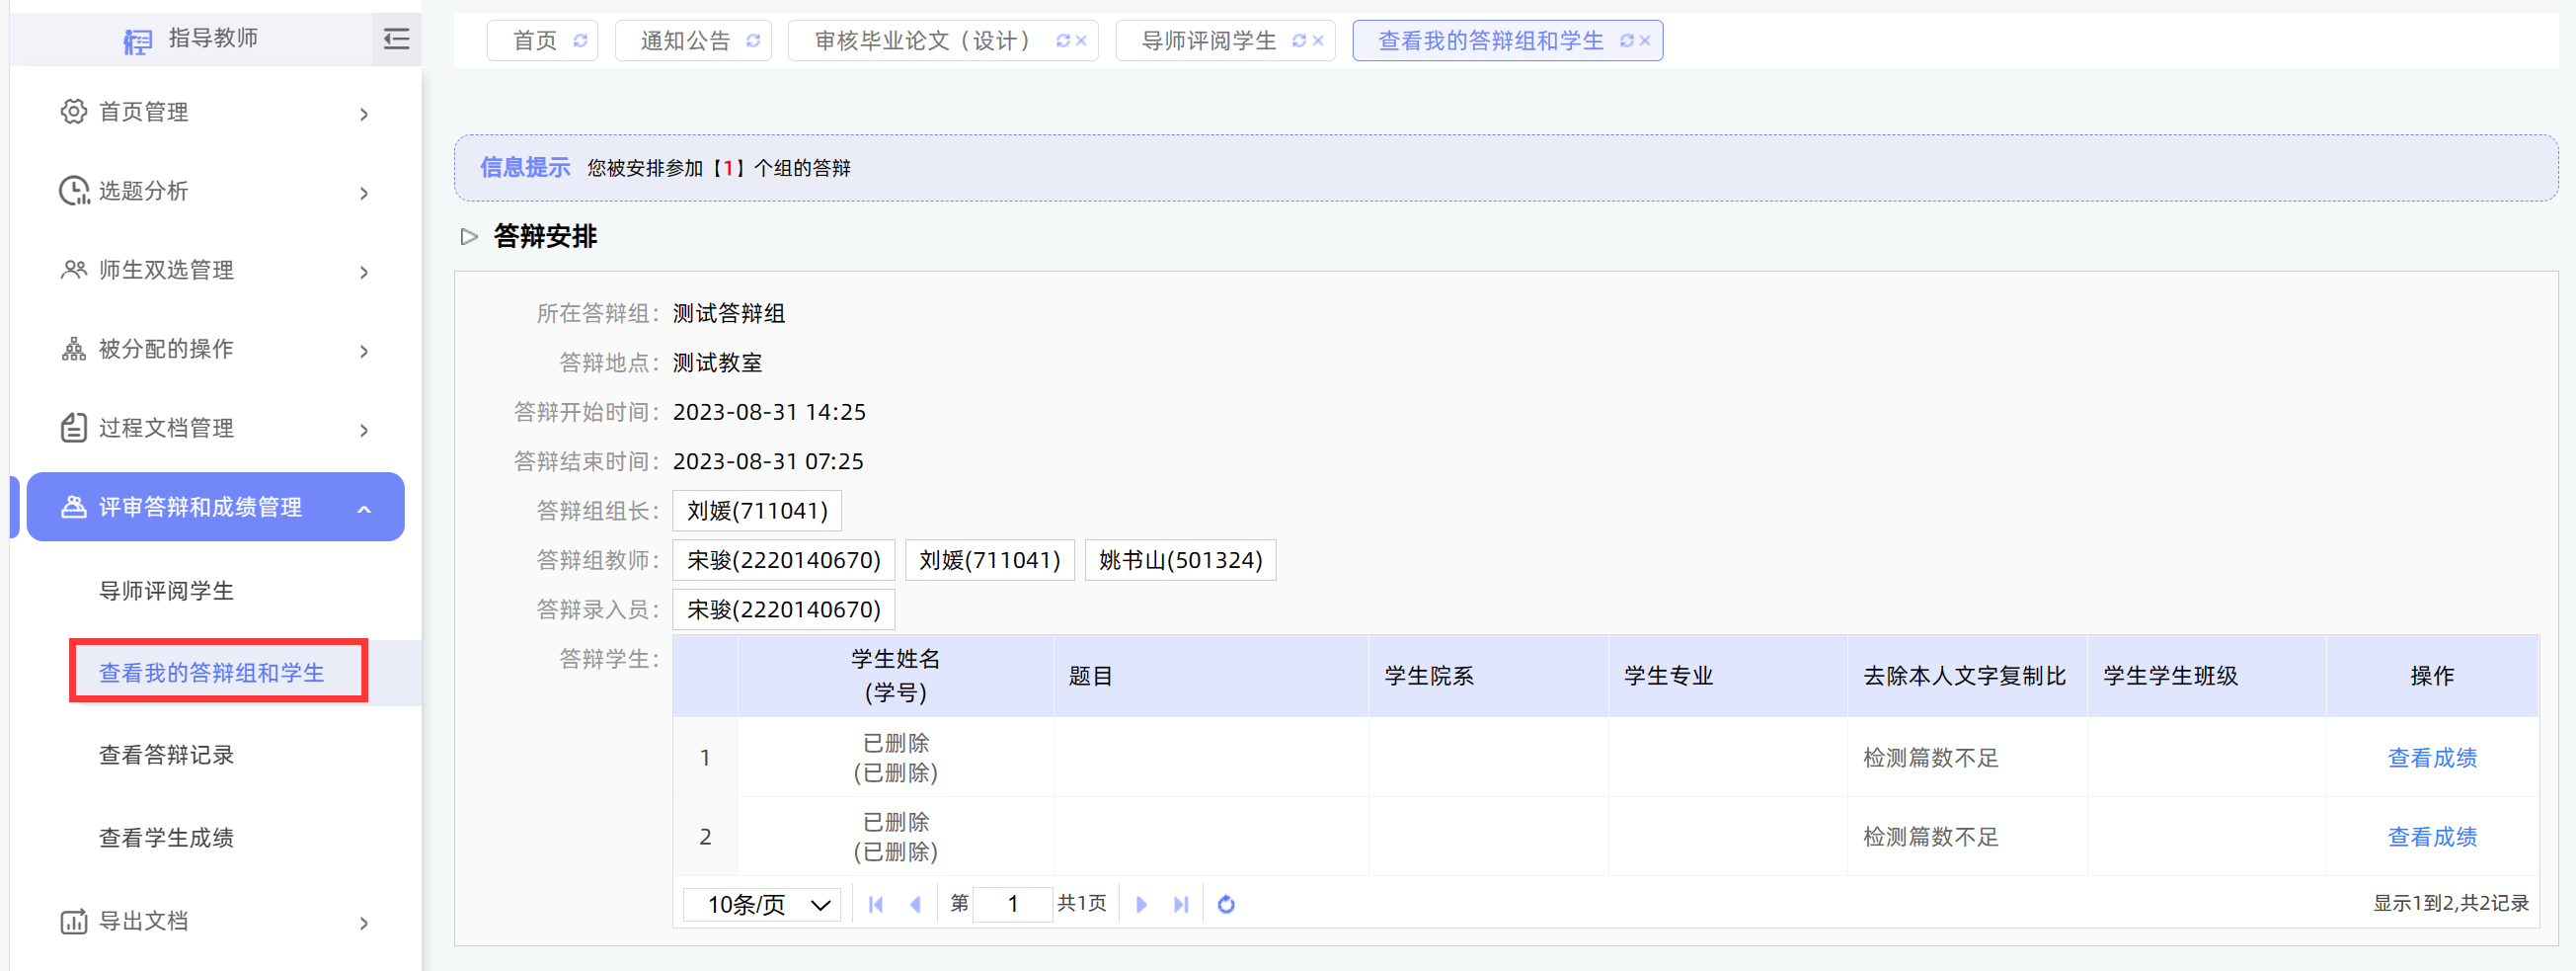 指导教师
首页
通知公告
审核毕业论文（设计）
导师评阅学生
查看我的答辩组和学生
首页管理
选题分析
师生双选管理
被分配的操作
过程文档管理
评审答辩和成绩管理
导师评阅学生
查看我的答辩组和学生
查看答辩记录
查看学生成绩
导出文档
信息提示 您被安排参加【1】个组的答辩
答辩安排
所在答辩组：测试答辩组
答辩地点：测试教室
答辩开始时间：2023-08-31 14:25
答辩结束时间：2023-08-31 07:25
答辩组组长：刘媛(711041)
答辩组教师：宋骏(2220140670) 刘媛(711041) 姚书山(501324)
答辩录入员：宋骏(2220140670)
答辩学生：
学生姓名
(学号)
题目
学生院系
学生专业
去除本人文字复制比
学生学生班级
操作
1
已删除
(已删除)
检测篇数不足
查看成绩
2
已删除
(已删除)
检测篇数不足
查看成绩
10条/页 第 1 共1页 显示1到2,共2记录